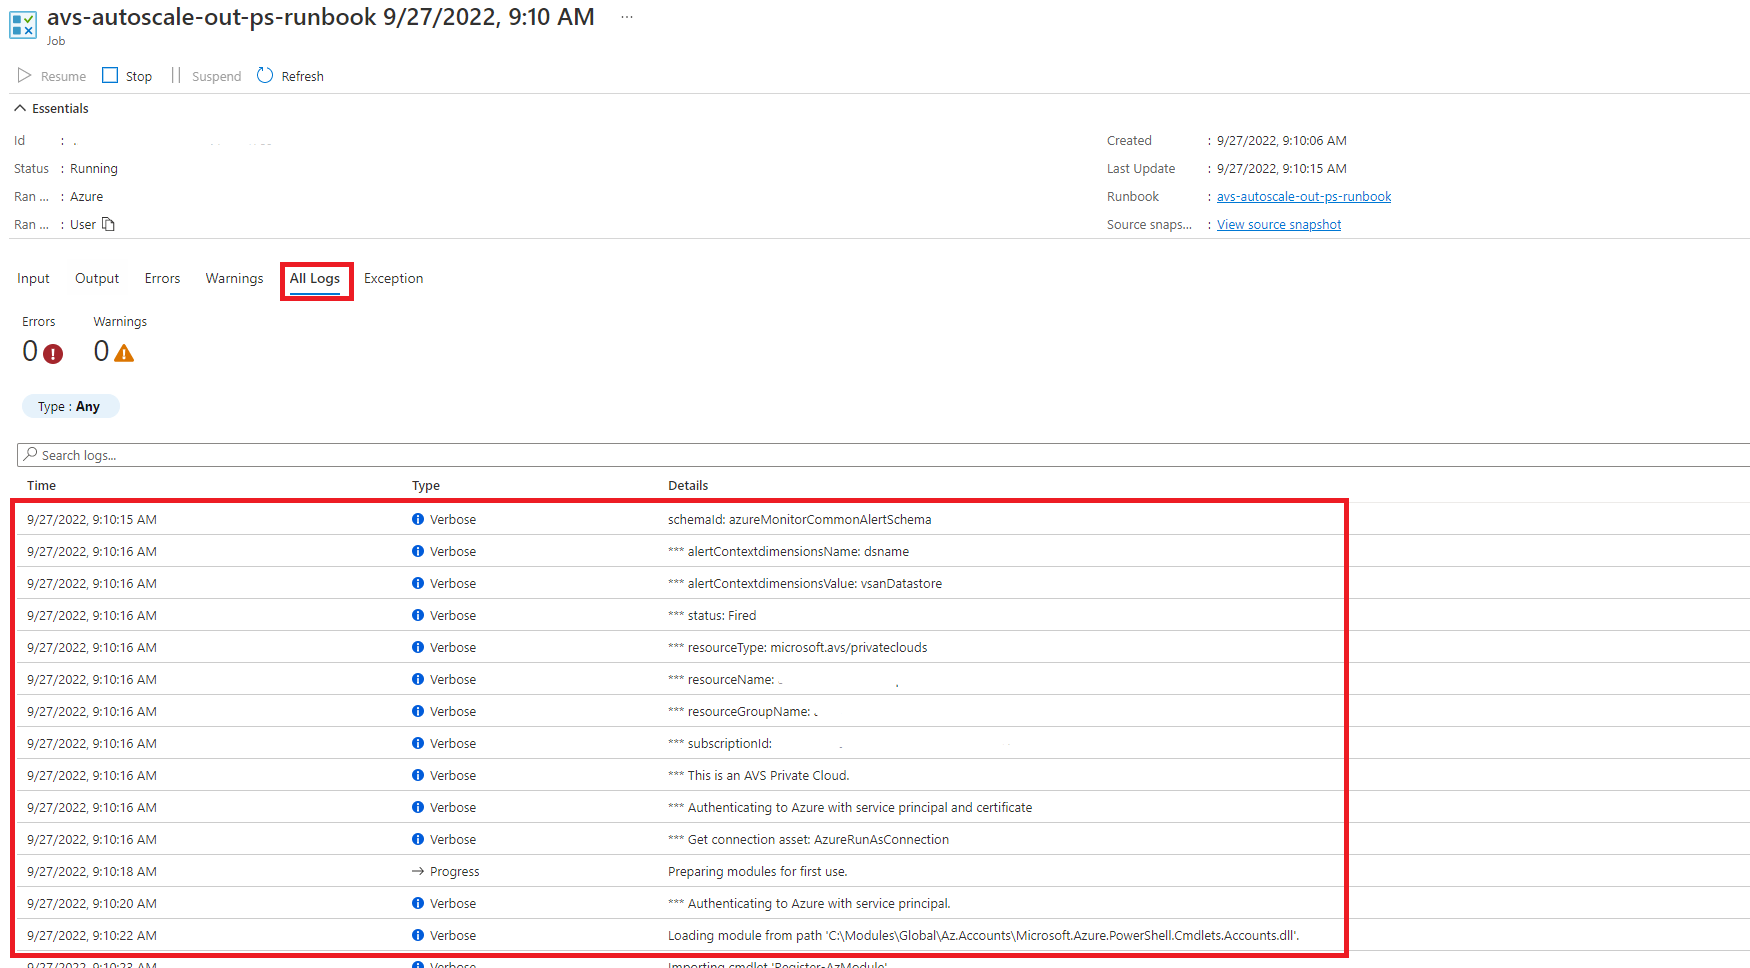 avs-autoscale-out-ps-runbook 9/27/2022, 9:10 AM ...
Job
Resume Stop Suspend Refresh
Essentials
Id :
Status : Running
Ran ... : Azure
Ran ... : User
Created : 9/27/2022, 9:10:06 AM
Last Update : 9/27/2022, 9:10:15 AM
Runbook : avs-autoscale-out-ps-runbook
Source snaps... : View source snapshot
Input Output Errors Warnings All Logs Exception
Errors Warnings
0 0
Type : Any
Search logs...
Time Type Details
9/27/2022, 9:10:15 AM Verbose schemaId: azureMonitorCommonAlertSchema
9/27/2022, 9:10:16 AM Verbose *** alertContextdimensionsName: dsname
9/27/2022, 9:10:16 AM Verbose *** alertContextdimensionsValue: vsanDatastore
9/27/2022, 9:10:16 AM Verbose *** status: Fired
9/27/2022, 9:10:16 AM Verbose *** resourceType: microsoft.avs/privateclouds
9/27/2022, 9:10:16 AM Verbose *** resourceName:
9/27/2022, 9:10:16 AM Verbose *** resourceGroupName:
9/27/2022, 9:10:16 AM Verbose *** subscriptionId:
9/27/2022, 9:10:16 AM Verbose *** This is an AVS Private Cloud.
9/27/2022, 9:10:16 AM Verbose *** Authenticating to Azure with service principal and certificate
9/27/2022, 9:10:16 AM Verbose *** Get connection asset: AzureRunAsConnection
9/27/2022, 9:10:18 AM Progress Preparing modules for first use.
9/27/2022, 9:10:20 AM Verbose *** Authenticating to Azure with service principal.
9/27/2022, 9:10:22 AM Verbose Loading module from path 'C:\Modules\Global\Az.Accounts\Microsoft.Azure.PowerShell.Cmdlets.Accounts.dll'.
9/27/2022, 9:10:23 AM Verbose Importing cmdlet 'Register-AzModule'.